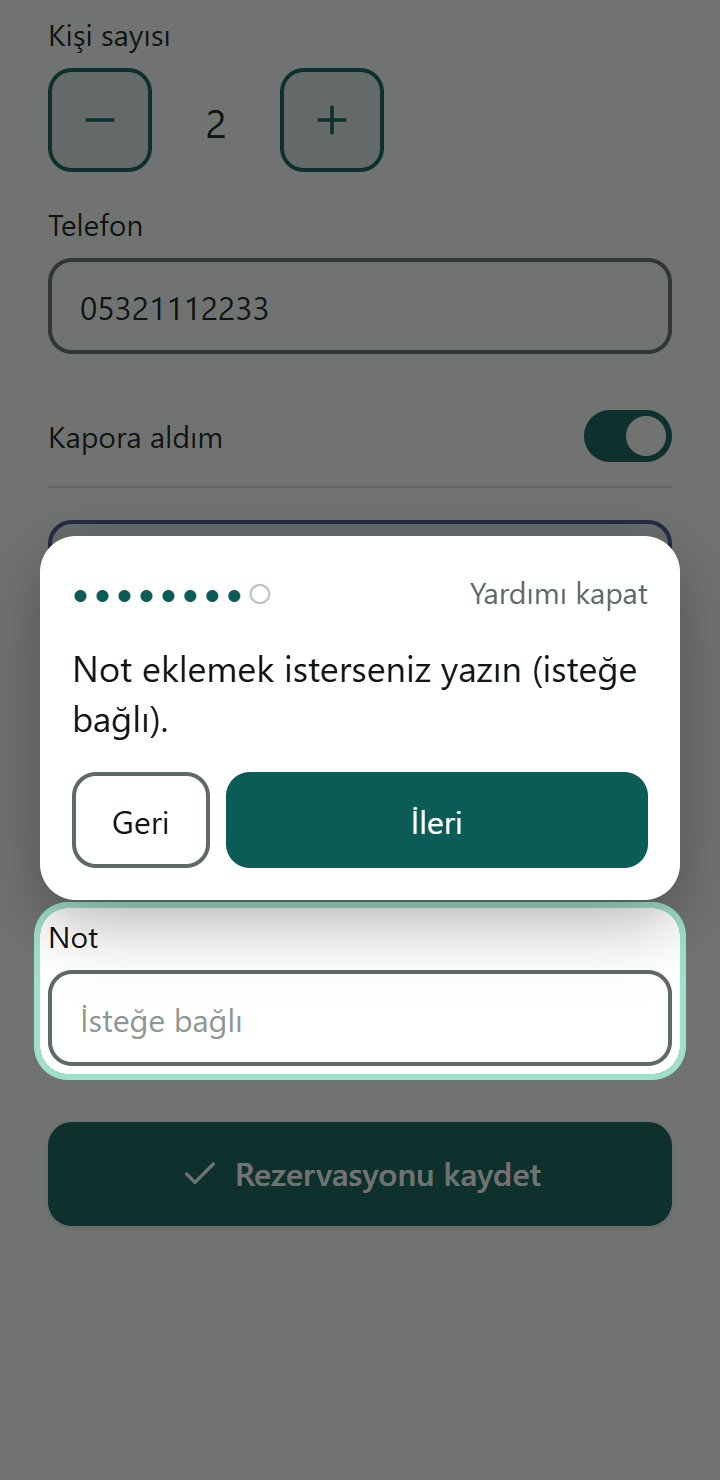 Kişi sayısı
2
Telefon
05321112233
Kapora aldım
Yardımı kapat
Not eklemek isterseniz yazın (isteğe
bağlı).
Geri
İleri
Not
İsteğe bağlı
Rezervasyonu kaydet